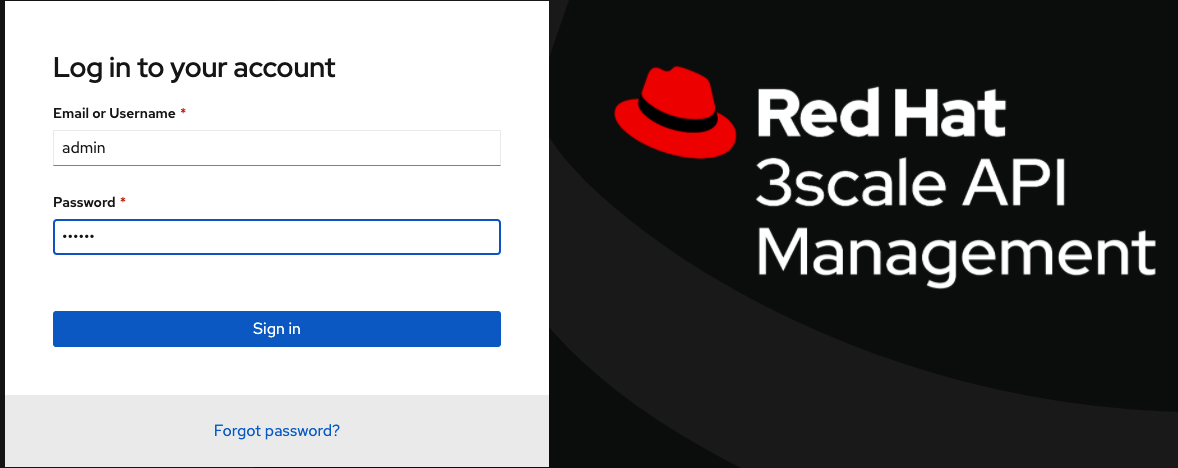 Log in to your account
Email or Username *
admin
Password *
••••••
Sign in
Forgot password?
Red Hat
3scale API
Management